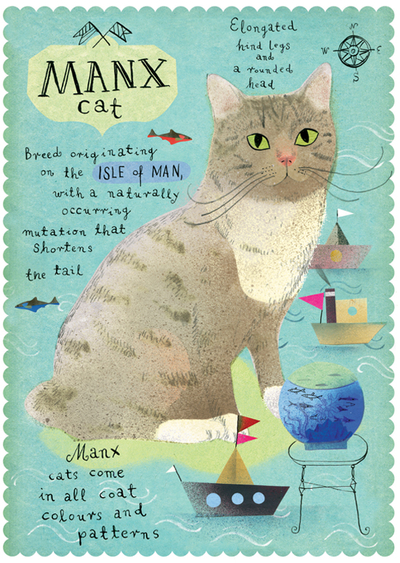 MANX
cat
Elongated
hind legs
and
a rounded
head
N
W E
S
Breed originating
on the ISLE of MAN,
with a naturally
occurring
mutation that
shortens
the tail
Manx
cats come
in all coat
colours and
patterns